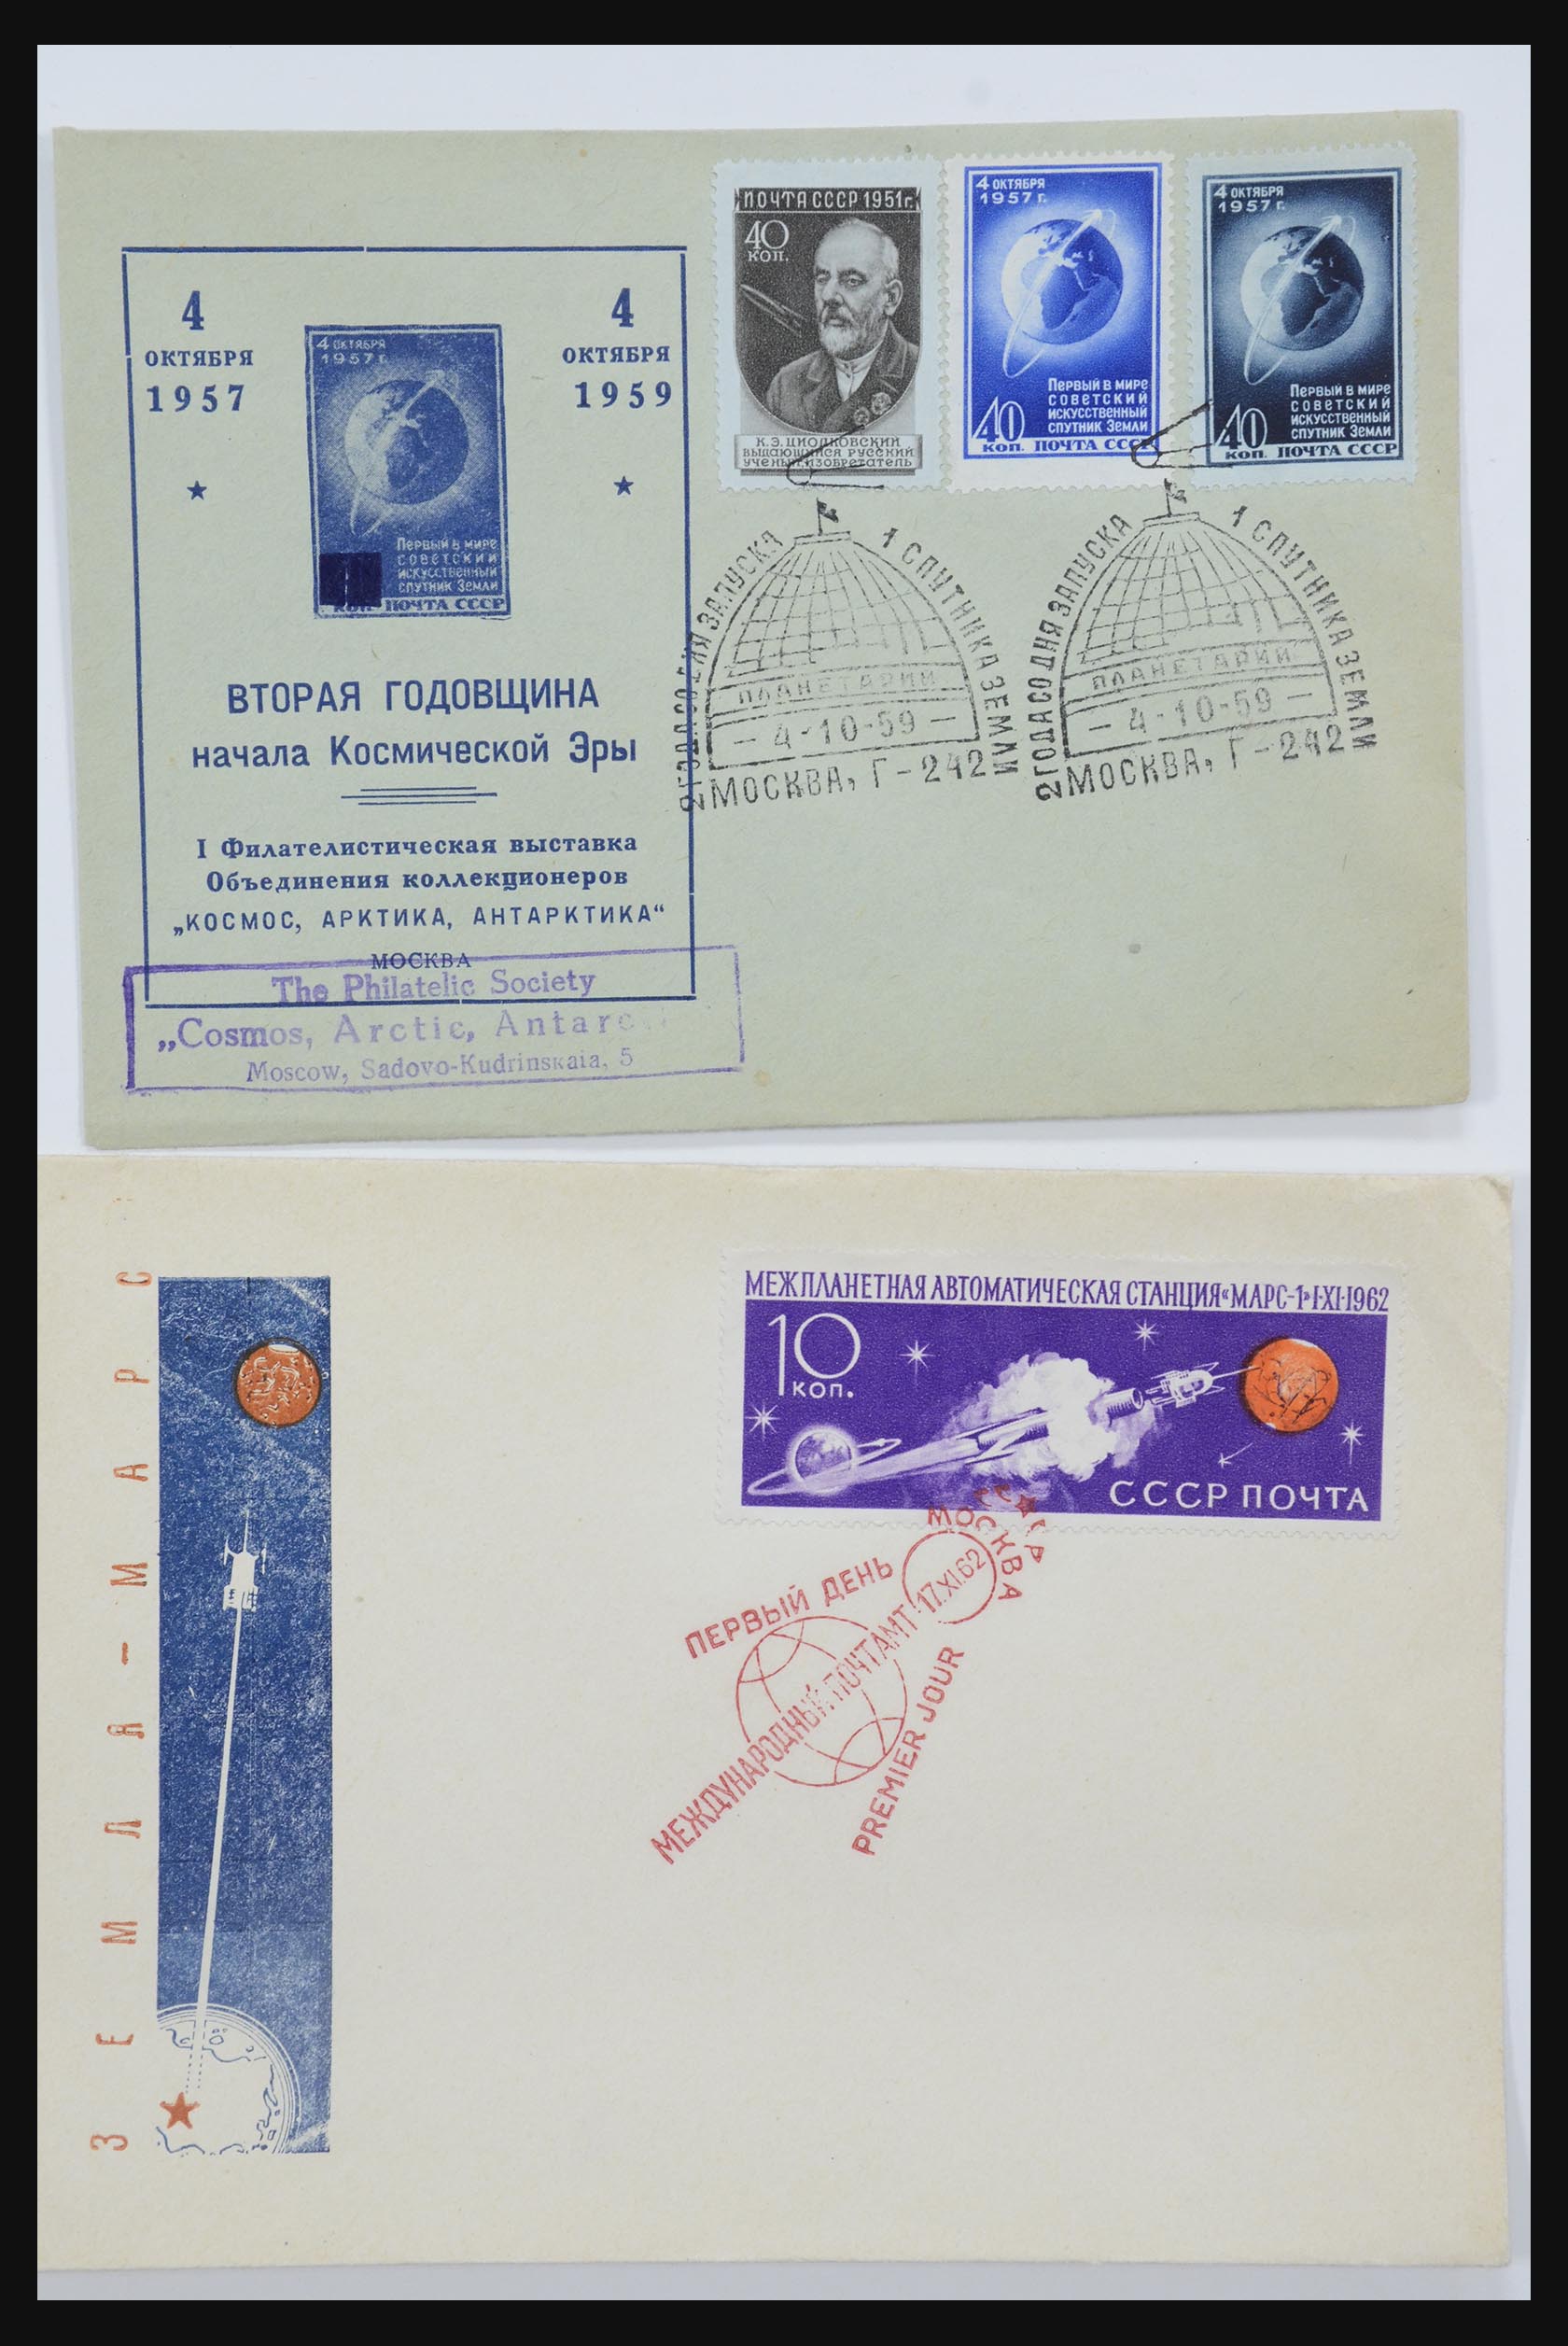 4
ОКТЯБРЯ
1957
4
ОКТЯБРЯ
1959
4 ОКТЯБРЯ
1957 г.
Первый в мире
советский
искусственный
спутник Земли
КОП. ПОЧТА СССР
ВТОРАЯ ГОДОВЩИНА
начала Космической Эры
I Филателистическая выставка
Объединения коллекционеров
„КОСМОС, АРКТИКА, АНТАРКТИКА“
МОСКВА
The Philatelic Society
„Cosmos, Arctic, Antarc
Moscow, Sadovo-Kudrinskaia, 5
ПОЧТА СССР 1951г.
40
КОП.
К.Э. ЦИОЛКОВСКИЙ
ВЫДАЮЩИЙСЯ РУССКИЙ
УЧЕНЫЙ ИЗОБРЕТАТЕЛЬ
4 ОКТЯБРЯ
1957 г.
Первый в мире
советский
искусственный
спутник Земли
40
КОП. ПОЧТА СССР
4 ОКТЯБРЯ
1957 г.
Первый в мире
советский
искусственный
спутник Земли
40
КОП. ПОЧТА СССР
2 ГОДА СО ДНЯ ЗАПУСКА 1 СПУТНИКА ЗЕМЛИ
ПЛАНЕТАРИЙ
– 4-10-59 –
МОСКВА, Г-242
2 ГОДА СО ДНЯ ЗАПУСКА 1 СПУТНИКА ЗЕМЛИ
ПЛАНЕТАРИЙ
– 4-10-59 –
МОСКВА, Г-242
ЗЕМЛЯ-МАРС
МЕЖПЛАНЕТНАЯ АВТОМАТИЧЕСКАЯ СТАНЦИЯ «МАРС-1» 1·XI·1962
10
КОП.
СССР ПОЧТА
СССР
МОСКВА
МОСКВА
ПЕРВЫЙ ДЕНЬ
МЕЖДУНАРОДНЫЙ ПОЧТАМТ 17.XI.62
PREMIER JOUR